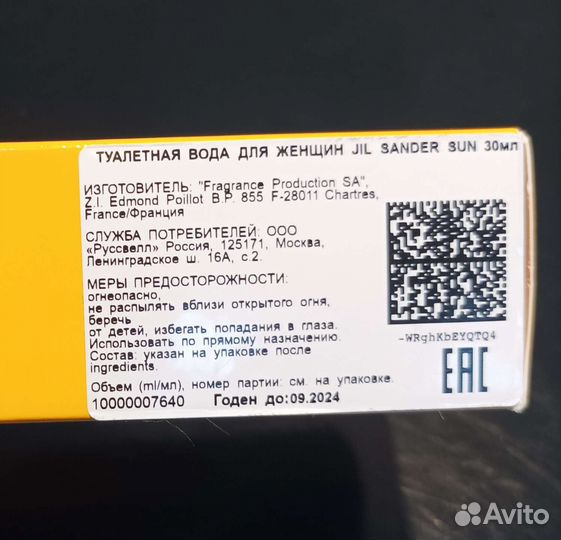 ТУАЛЕТНАЯ ВОДА ДЛЯ ЖЕНЩИН JIL SANDER SUN 30мл
ИЗГОТОВИТЕЛЬ: "Fragrance Production SA",
Z.I. Edmond Poillot B.P. 855 F-28011 Chartres,
France/Франция
СЛУЖБА ПОТРЕБИТЕЛЕЙ: ООО
«Руссвелл» Россия, 125171, Москва,
Ленинградское ш. 16А, с.2.
МЕРЫ ПРЕДОСТОРОЖНОСТИ:
огнеопасно,
не распылять вблизи открытого огня,
беречь
от детей, избегать попадания в глаза.
Использовать по прямому назначению.
Состав: указан на упаковке после
ingredients.
Объем (ml/мл), номер партии: см. на упаковке.
10000007640 Годен до:09.2024
-WRghKbEYQTQ4
EAC
Avito